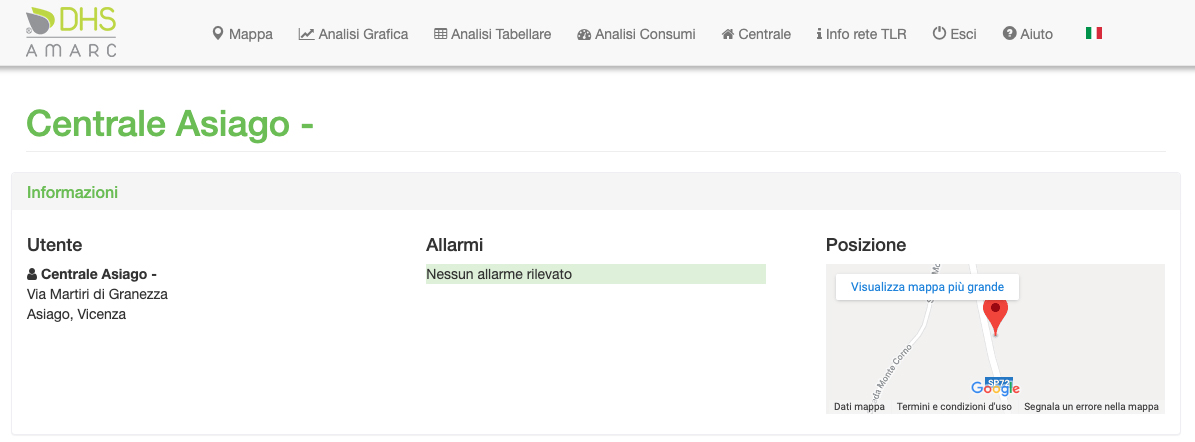 DHS
AMARC
Mappa Analisi Grafica Analisi Tabellare Analisi Consumi Centrale Info rete TLR Esci Aiuto
Centrale Asiago -
Informazioni
Utente
Centrale Asiago -
Via Martiri di Granezza
Asiago, Vicenza
Allarmi
Nessun allarme rilevato
Posizione
Visualizza mappa più grande
Monte Corno
SP72
Google
Dati mappa Termini e condizioni d'uso Segnala un errore nella mappa